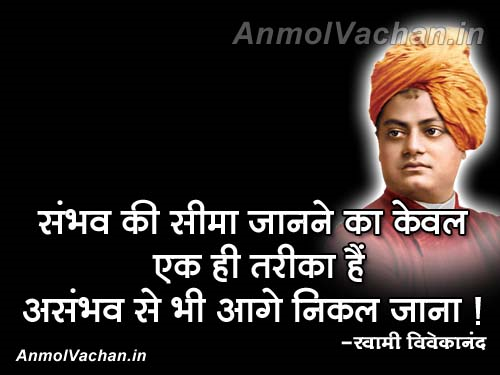 AnmolVachan.in
संभव की सीमा जानने का केवल
एक ही तरीका हैं
असंभव से भी आगे निकल जाना !
-स्वामी विवेकानंद
AnmolVachan.in